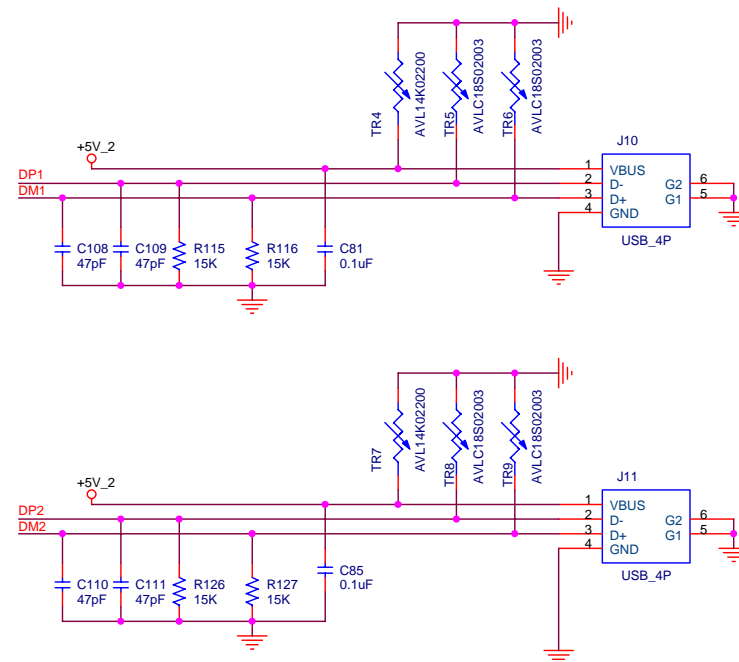 TR4
AVL14K02200
TR5
AVLC18S02003
TR6
AVLC18S02003
J10
+5V_2
DP1
DM1
1 VBUS
2 D- G2 6
3 D+ G1 5
4 GND
USB_4P
C108
47pF
C109
47pF
R115
15K
R116
15K
C81
0.1uF
TR7
AVL14K02200
TR8
AVLC18S02003
TR9
AVLC18S02003
J11
+5V_2
DP2
DM2
1 VBUS
2 D- G2 6
3 D+ G1 5
4 GND
USB_4P
C110
47pF
C111
47pF
R126
15K
R127
15K
C85
0.1uF